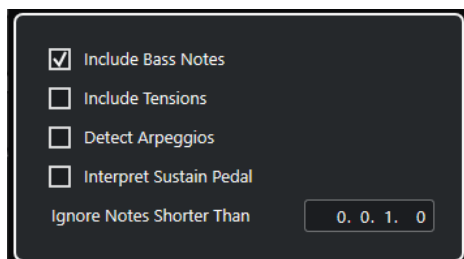 Include Bass Notes
Include Tensions
Detect Arpeggios
Interpret Sustain Pedal
Ignore Notes Shorter Than 0. 0. 1. 0